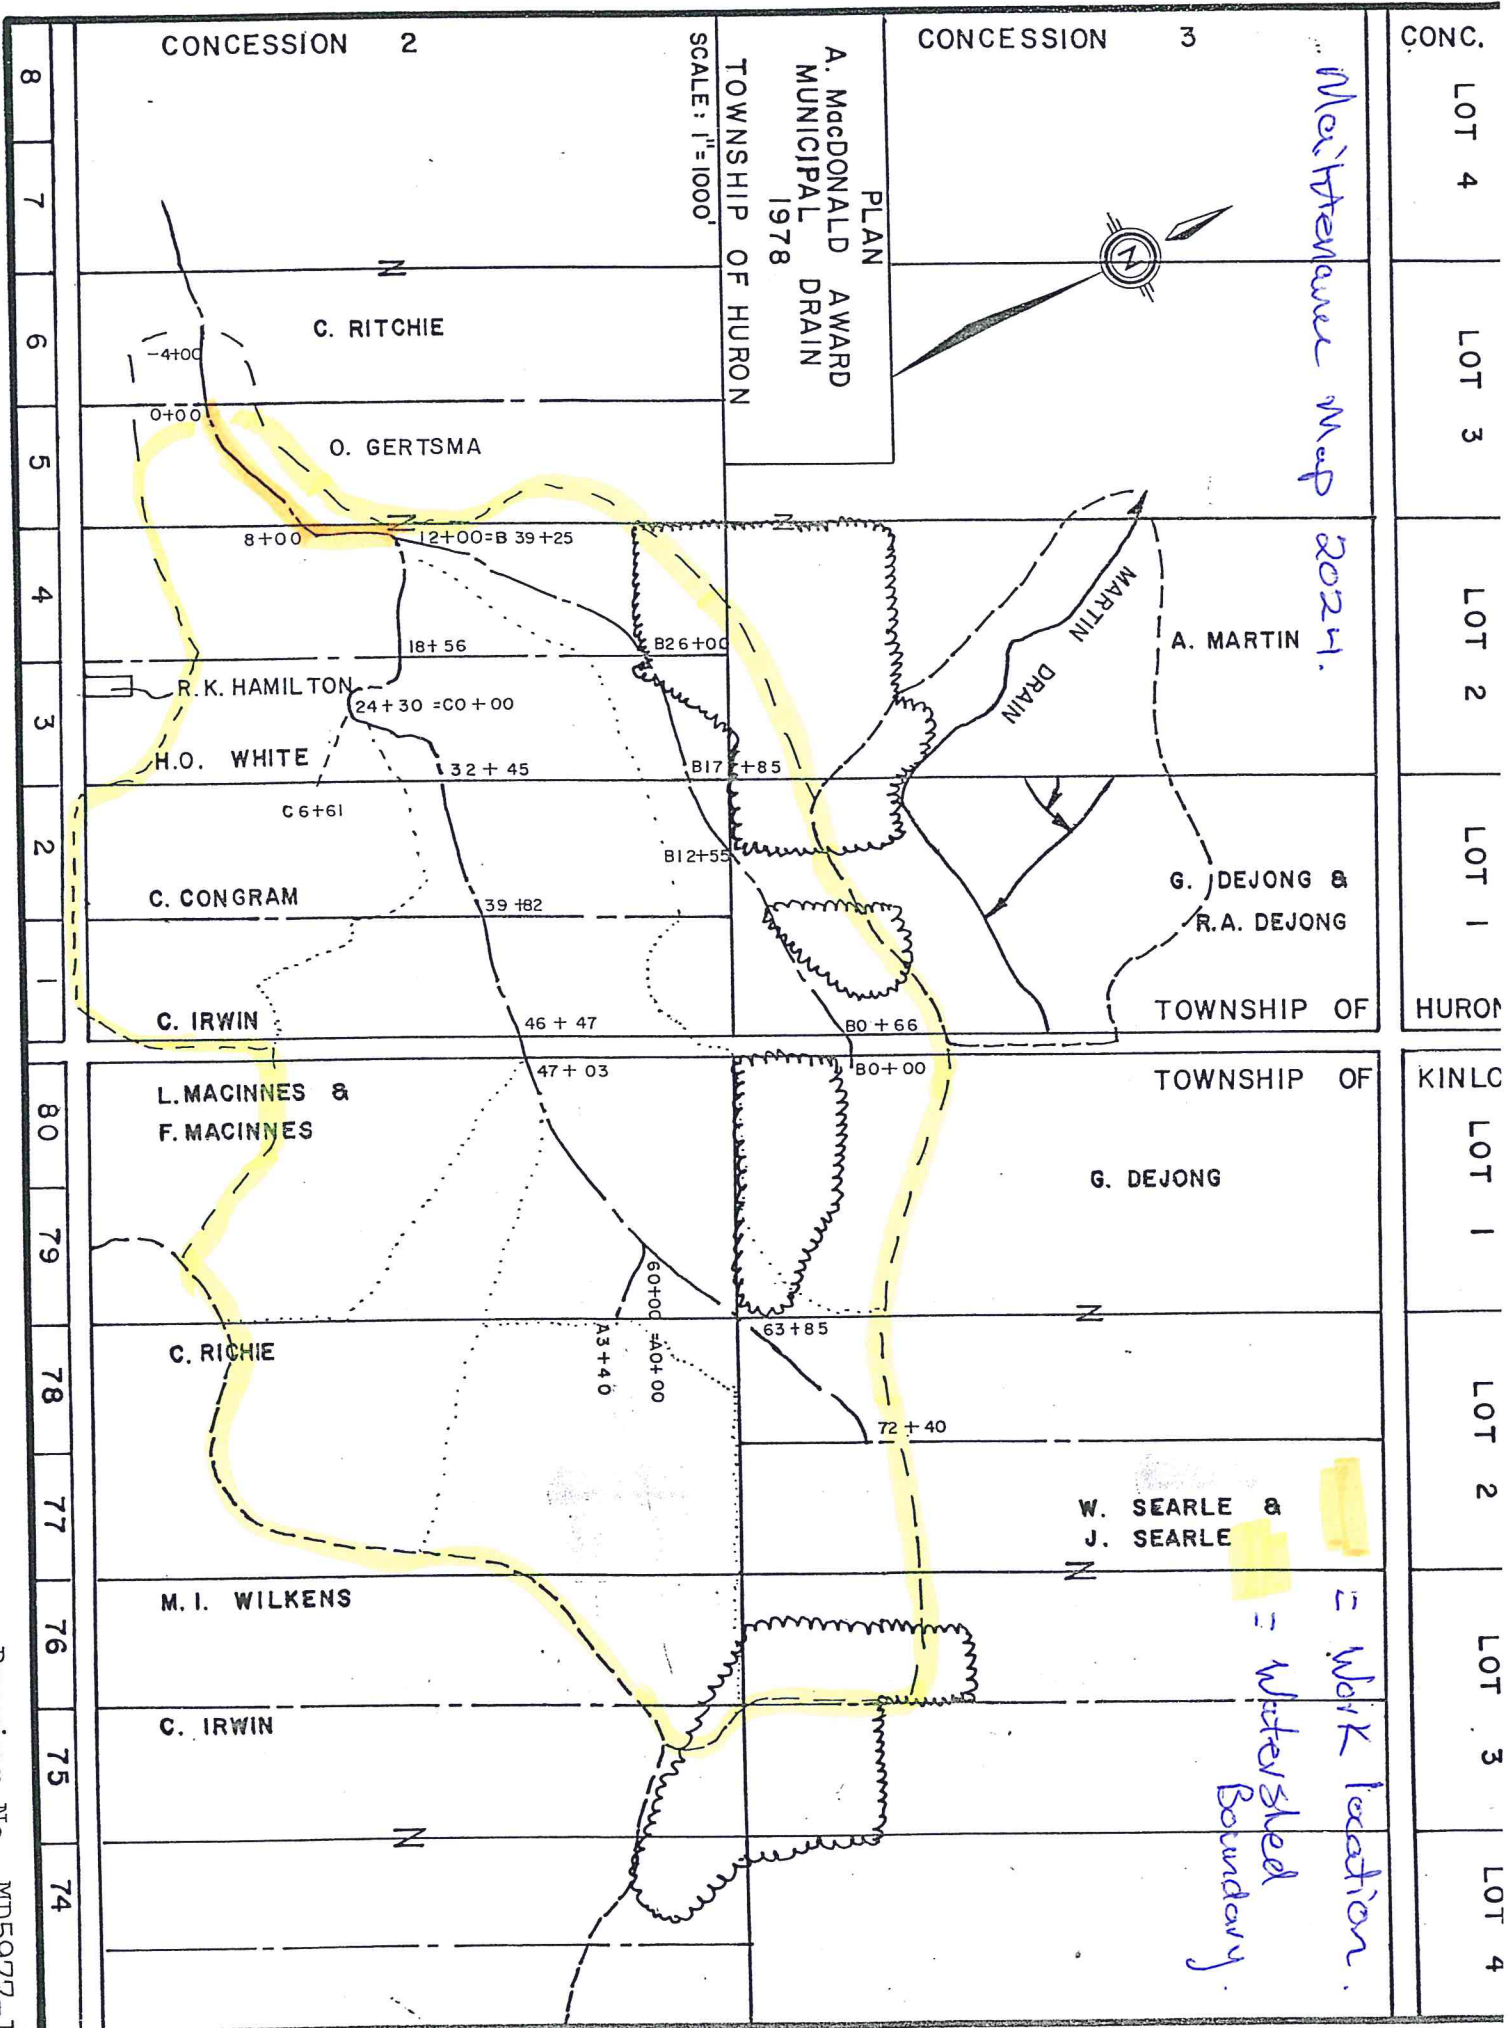 CONCESSION 2
CONCESSION 3
CONC.
LOT 4
LOT 3
LOT 2
LOT 1
HURON
KINLO
LOT 1
LOT 2
LOT 3
LOT 4
Maintenance Map 2024.
PLAN
A. MacDONALD AWARD
MUNICIPAL DRAIN
1978
TOWNSHIP OF HURON
SCALE: 1"=1000'
N
8
7
6
5
4
3
2
1
80
79
78
77
76
75
74
C. RITCHIE
-4+00
0+00
O. GERTSMA
8+00
12+00=B 39+25
MARTIN DRAIN
A. MARTIN
18+56
B26+00
R.K. HAMILTON
24+30 =C0+00
H.O. WHITE
32+45
B17+85
C6+61
B12+55
C. CONGRAM
39+82
G. DEJONG &
R.A. DEJONG
C. IRWIN
46+47
B0+66
TOWNSHIP OF
47+03
B0+00
TOWNSHIP OF
L. MACINNES &
F. MACINNES
G. DEJONG
60+00 =A0+00
A3+40
63+85
C. RICHIE
72+40
W. SEARLE &
J. SEARLE
M. I. WILKENS
C. IRWIN
= Work location.
= Watershed
Boundary.
MD5977-1